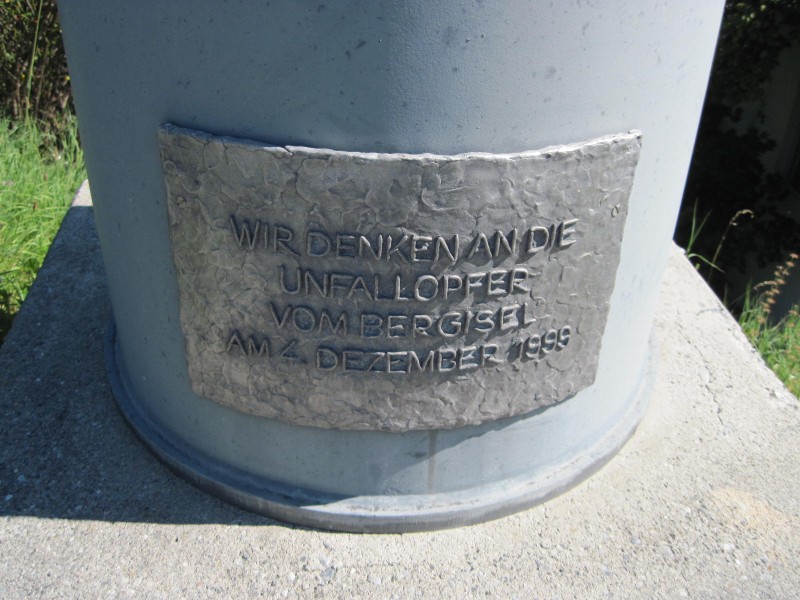 WIR DENKEN AN DIE
UNFALLOPFER
VOM BERGISEL
AM 4. DEZEMBER 1999